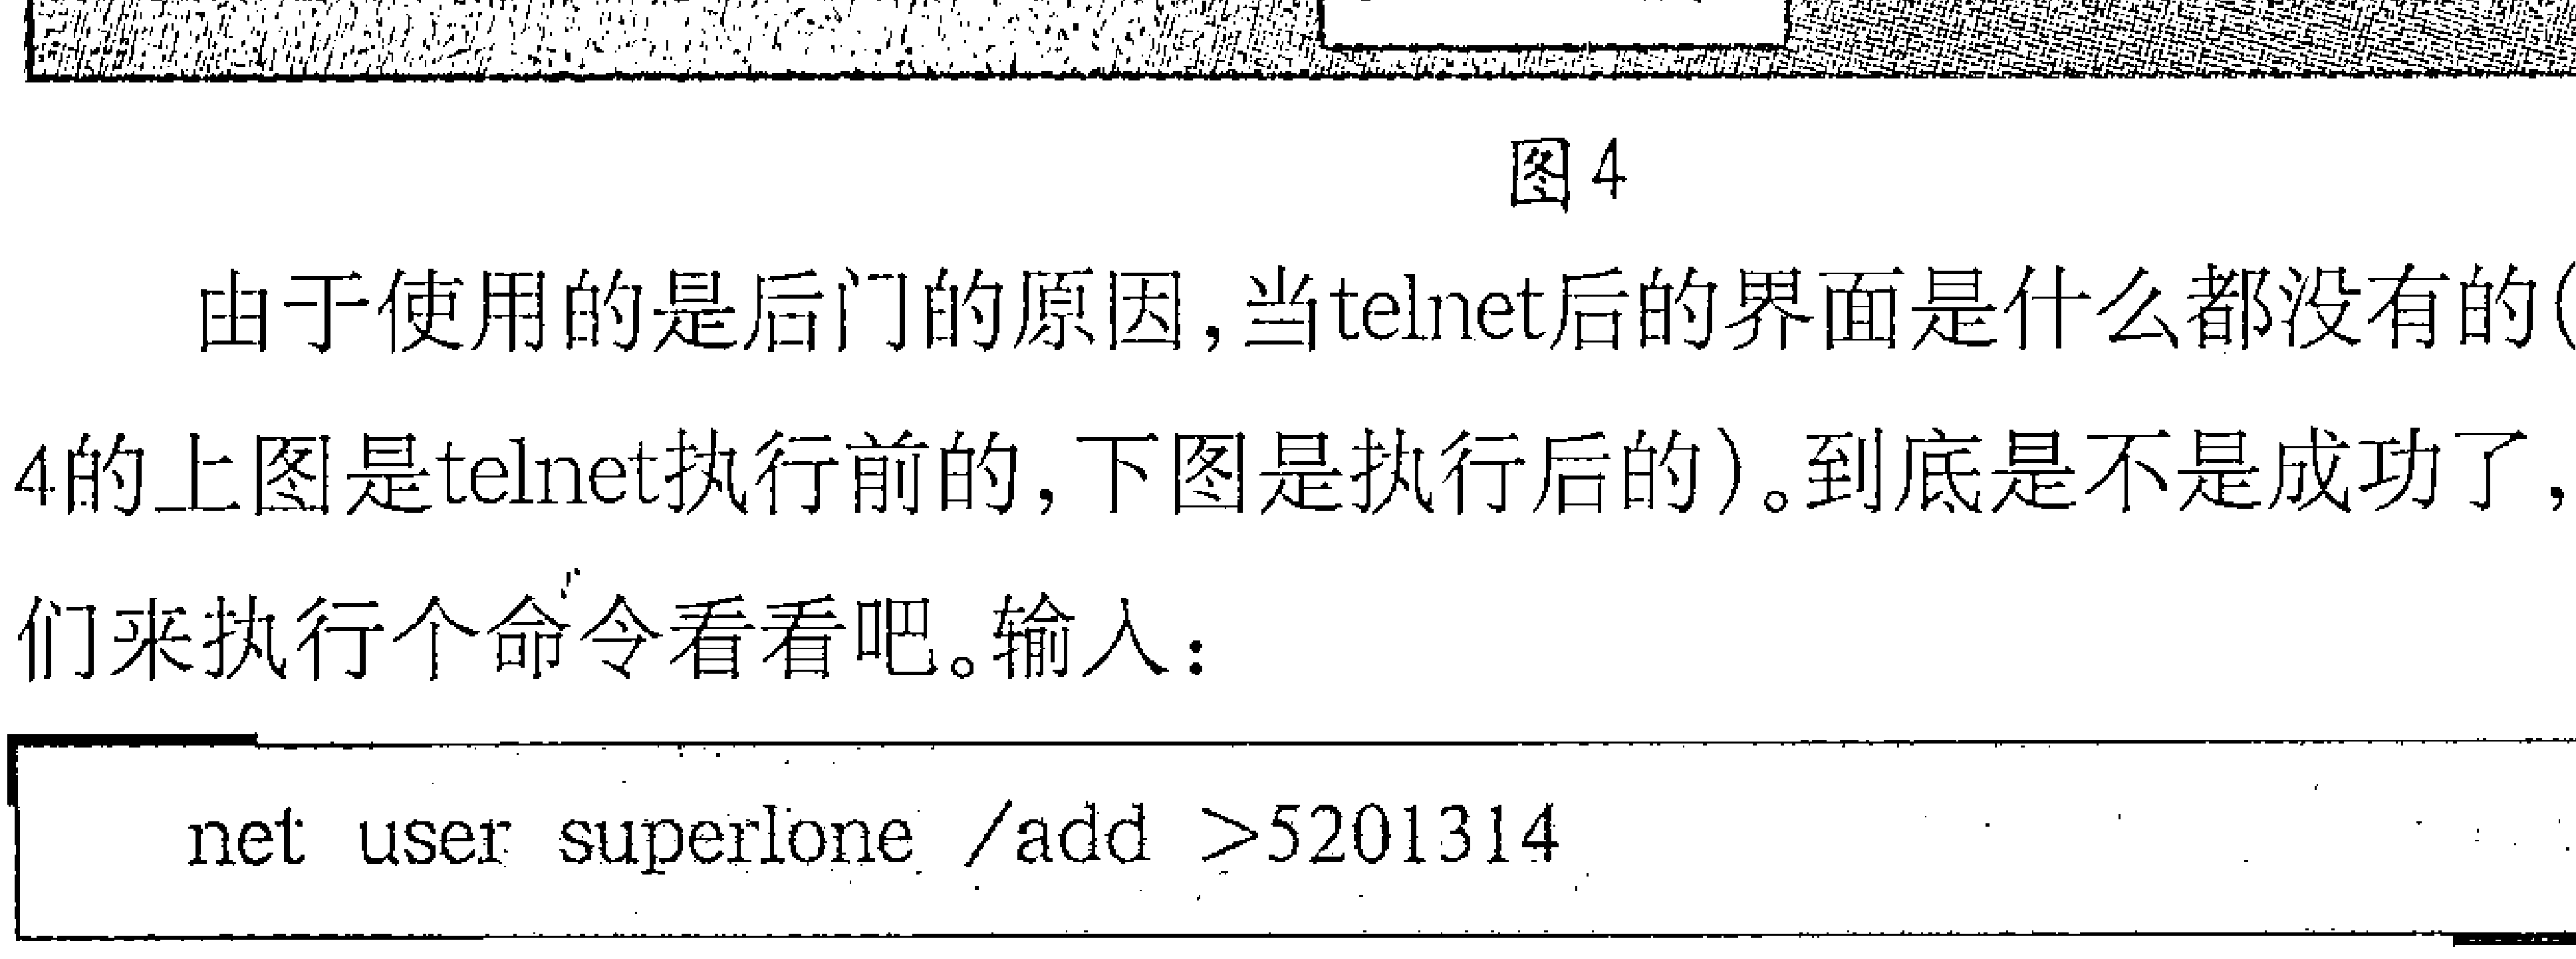 图4
由于使用的是后门的原因,当telnet后的界面是什么都没有的(
4的上图是telnet执行前的,下图是执行后的)。到底是不是成功了,
们来执行个命令看看吧。输入:
net user superlone /add >5201314